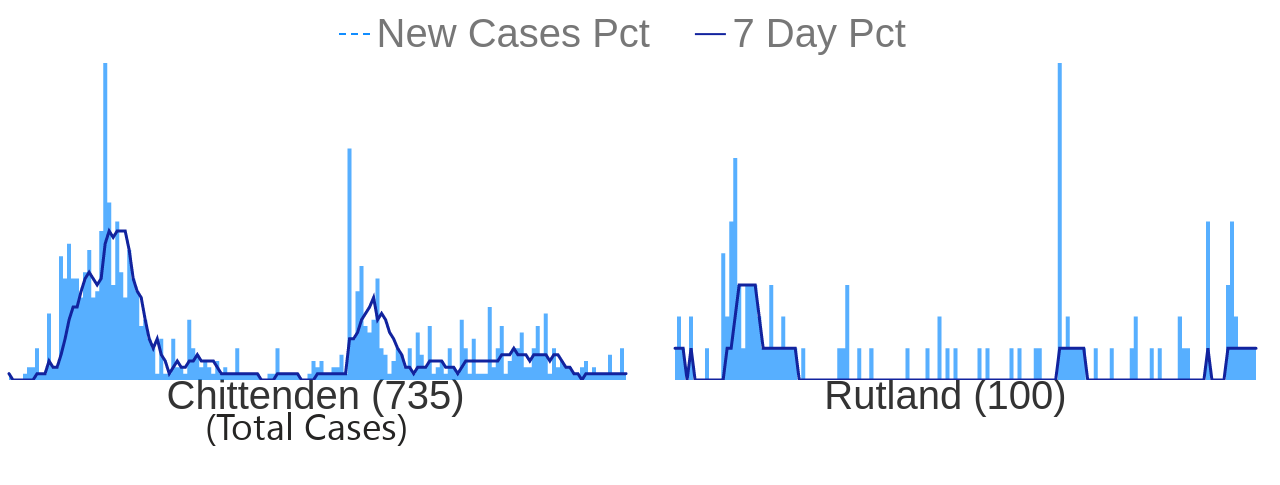 New Cases Pct 7 Day Pct
Chittenden (735)
(Total Cases)
Rutland (100)